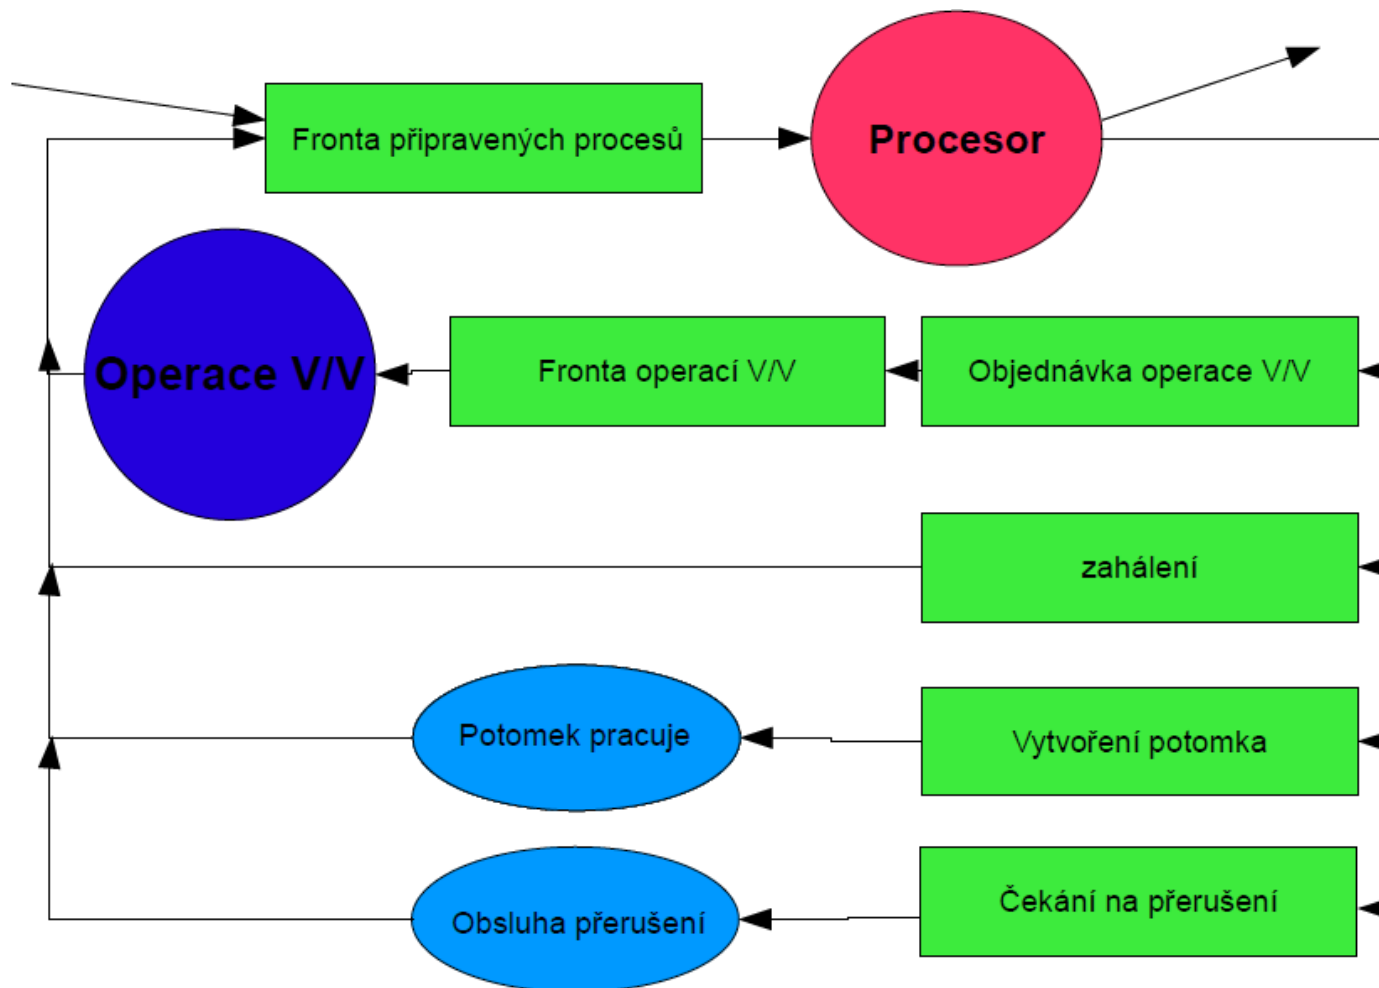 Fronta připravených procesů
Procesor
Operace V/V
Fronta operací V/V
Objednávka operace V/V
zahálení
Potomek pracuje
Vytvoření potomka
Obsluha přerušení
Čekání na přerušení